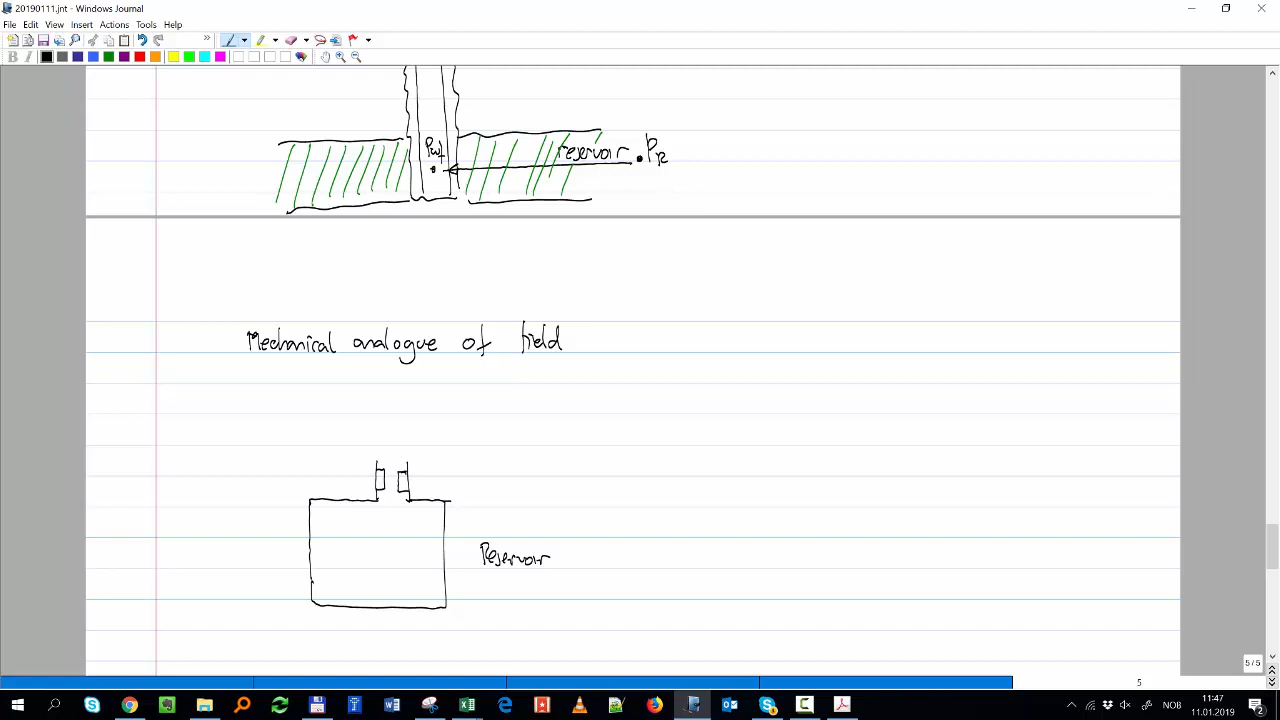 20190111.jnt - Windows Journal
File Edit View Insert Actions Tools Help
B I
Pwf
reservoir
PR
Mechanical analogue of field
Reservoir
5/5
5
NOB
11:47
11.01.2019
2